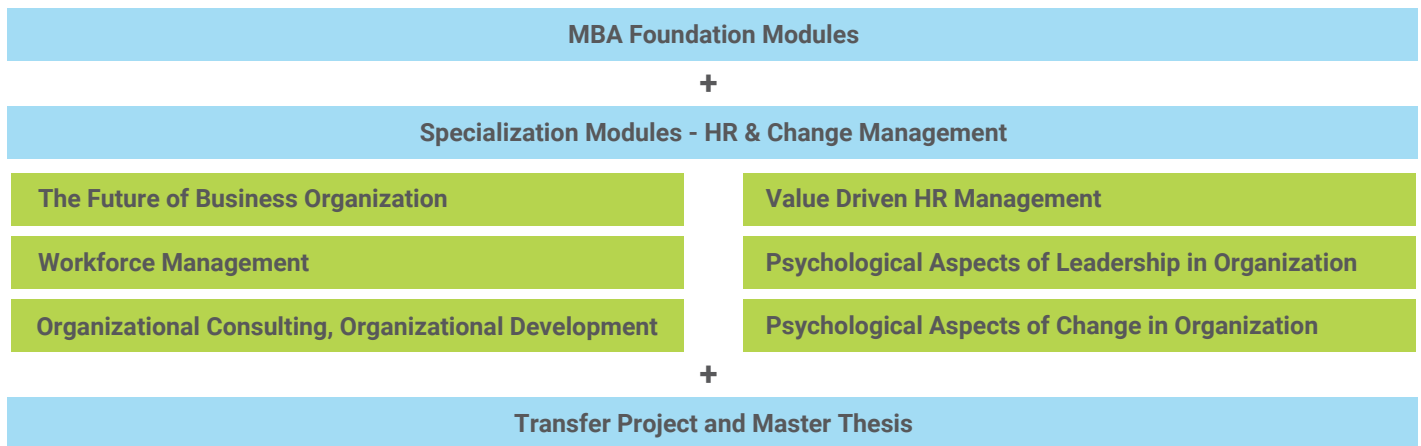 MBA Foundation Modules
+
Specialization Modules - HR & Change Management
The Future of Business Organization
Value Driven HR Management
Workforce Management
Psychological Aspects of Leadership in Organization
Organizational Consulting, Organizational Development
Psychological Aspects of Change in Organization
+
Transfer Project and Master Thesis